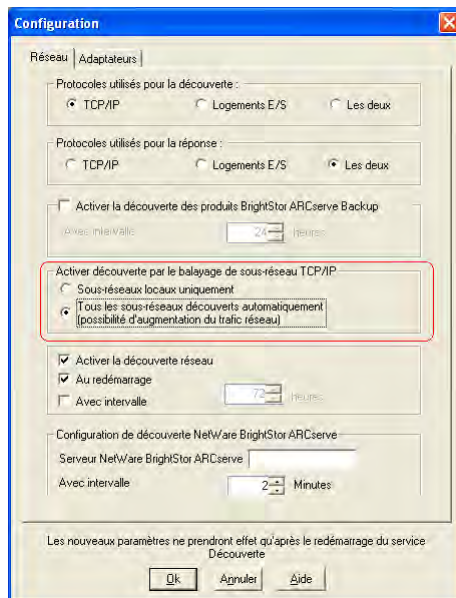 Configuration
Réseau Adaptateurs
Protocoles utilisés pour la découverte :
TCP/IP Logements E/S Les deux
Protocoles utilisés pour la réponse :
TCP/IP Logements E/S Les deux
Activer la découverte des produits BrightStor ARCserve Backup
Avec intervalle 24 heures
Activer découverte par le balayage de sous-réseau TCP/IP
Sous-réseaux locaux uniquement
Tous les sous-réseaux découverts automatiquement
(possibilité d'augmentation du trafic réseau)
Activer la découverte réseau
Au redémarrage
Avec intervalle 72 heures
Configuration de découverte NetWare BrightStor ARCserve
Serveur NetWare BrightStor ARCserve
Avec intervalle 2 Minutes
Les nouveaux paramètres ne prendront effet qu'après le redémarrage du service
Découverte
Ok Annuler Aide